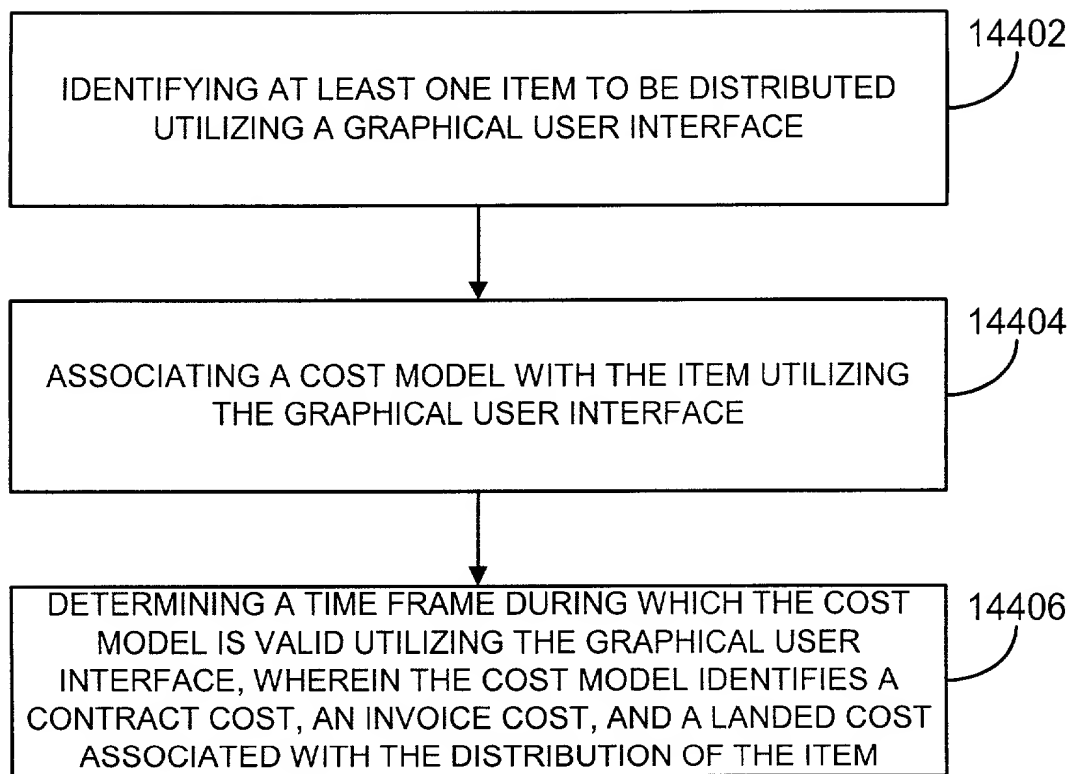 14402
IDENTIFYING AT LEAST ONE ITEM TO BE DISTRIBUTED
UTILIZING A GRAPHICAL USER INTERFACE
14404
ASSOCIATING A COST MODEL WITH THE ITEM UTILIZING
THE GRAPHICAL USER INTERFACE
14406
DETERMINING A TIME FRAME DURING WHICH THE COST
MODEL IS VALID UTILIZING THE GRAPHICAL USER
INTERFACE, WHEREIN THE COST MODEL IDENTIFIES A
CONTRACT COST, AN INVOICE COST, AND A LANDED COST
ASSOCIATED WITH THE DISTRIBUTION OF THE ITEM